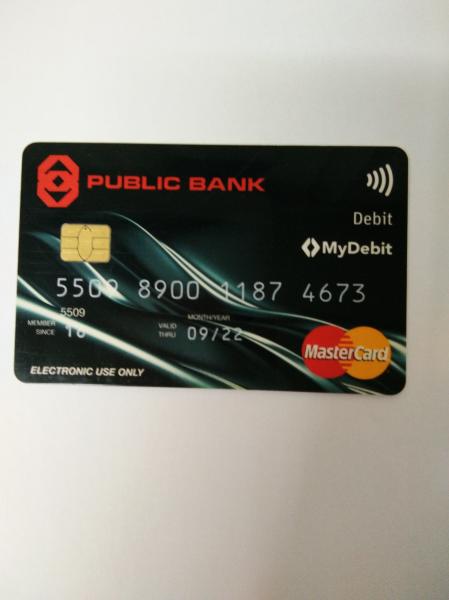 PUBLIC BANK
Debit
MyDebit
5509 8900 1187 4673
5509
MONTH/YEAR
MEMBER SINCE 16 VALID THRU 09/22
MasterCard
ELECTRONIC USE ONLY